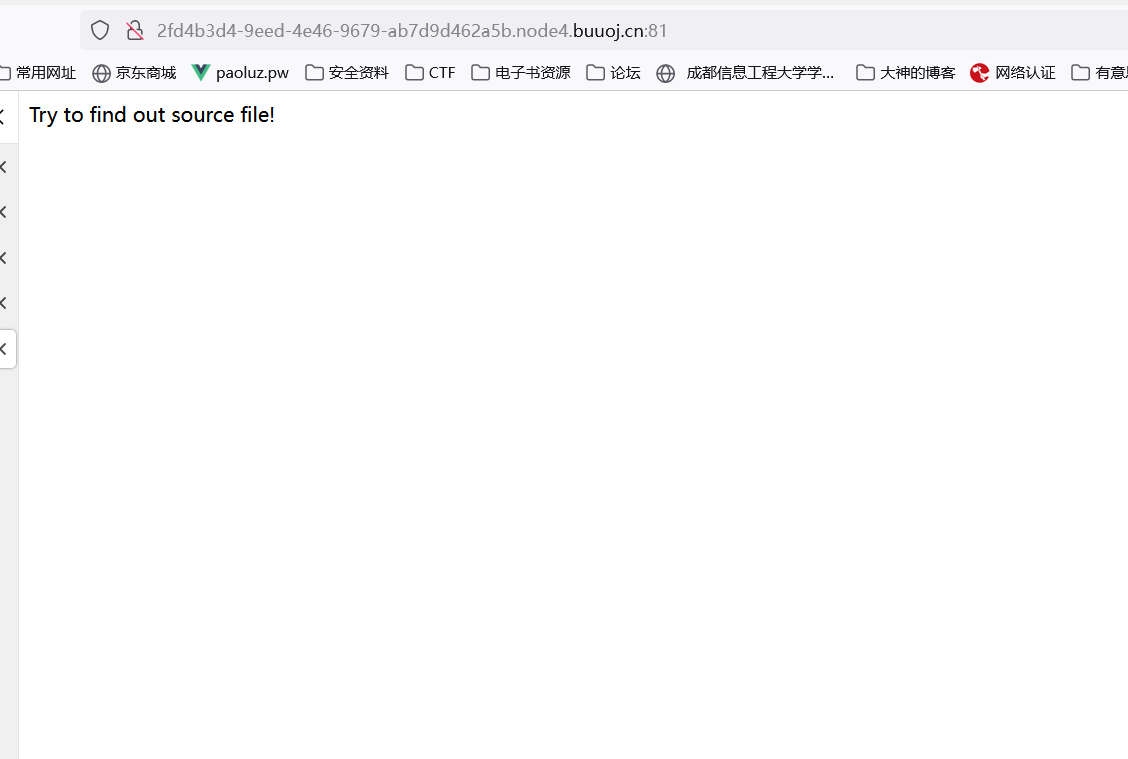 2fd4b3d4-9eed-4e46-9679-ab7d9d462a5b.node4.buuoj.cn:81
常用网址 京东商城 paoluz.pw 安全资料 CTF 电子书资源 论坛 成都信息工程大学学... 大神的博客 网络认证 有意
Try to find out source file!